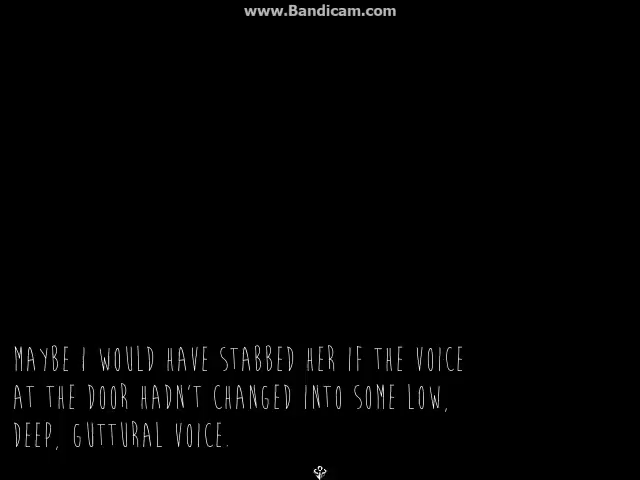 www.Bandicam.com
MAYBE I WOULD HAVE STABBED HER IF THE VOICE
AT THE DOOR HADN'T CHANGED INTO SOME LOW,
DEEP, GUTTURAL VOICE.